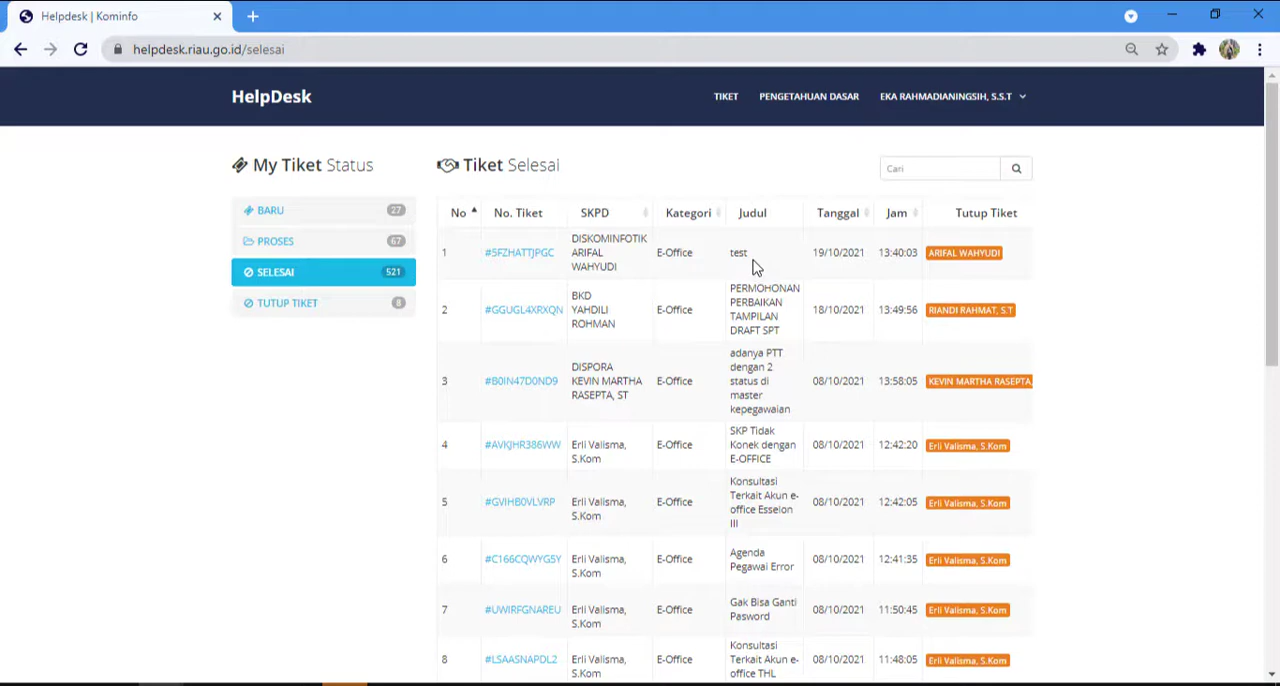 Helpdesk | Kominfo
helpdesk.riau.go.id/selesai
HelpDesk
TIKET PENGETAHUAN DASAR EKA RAHMADIANINGSIH, S.S.T
My Tiket Status
BARU 27
PROSES 67
SELESAI 521
TUTUP TIKET 8
Tiket Selesai
Cari
No No. Tiket SKPD Kategori Judul Tanggal Jam Tutup Tiket
1 #5FZHATTJPGC DISKOMINFOTIK ARIFAL WAHYUDI E-Office test 19/10/2021 13:40:03 ARIFAL WAHYUDI
2 #GGUGL4XRXQN BKD YAHDILI ROHMAN E-Office PERMOHONAN PERBAIKAN TAMPILAN DRAFT SPT 18/10/2021 13:49:56 RIANDI RAHMAT, S.T
3 #B0IN47D0ND9 DISPORA KEVIN MARTHA RASEPTA, ST E-Office adanya PTT dengan 2 status di master kepegawaian 08/10/2021 13:58:05 KEVIN MARTHA RASEPTA,
4 #AVKJHR386WW Erli Valisma, S.Kom E-Office SKP Tidak Konek dengan E-OFFICE 08/10/2021 12:42:20 Erli Valisma, S.Kom
5 #GVIHB0VLVRP Erli Valisma, S.Kom E-Office Konsultasi Terkait Akun e-office Esselon III 08/10/2021 12:42:05 Erli Valisma, S.Kom
6 #C166CQWYG5Y Erli Valisma, S.Kom E-Office Agenda Pegawai Error 08/10/2021 12:41:35 Erli Valisma, S.Kom
7 #UWIRFGNAREU Erli Valisma, S.Kom E-Office Gak Bisa Ganti Pasword 08/10/2021 11:50:45 Erli Valisma, S.Kom
8 #LSAASNAPDL2 Erli Valisma, S.Kom E-Office Konsultasi Terkait Akun e-office THL 08/10/2021 11:48:05 Erli Valisma, S.Kom